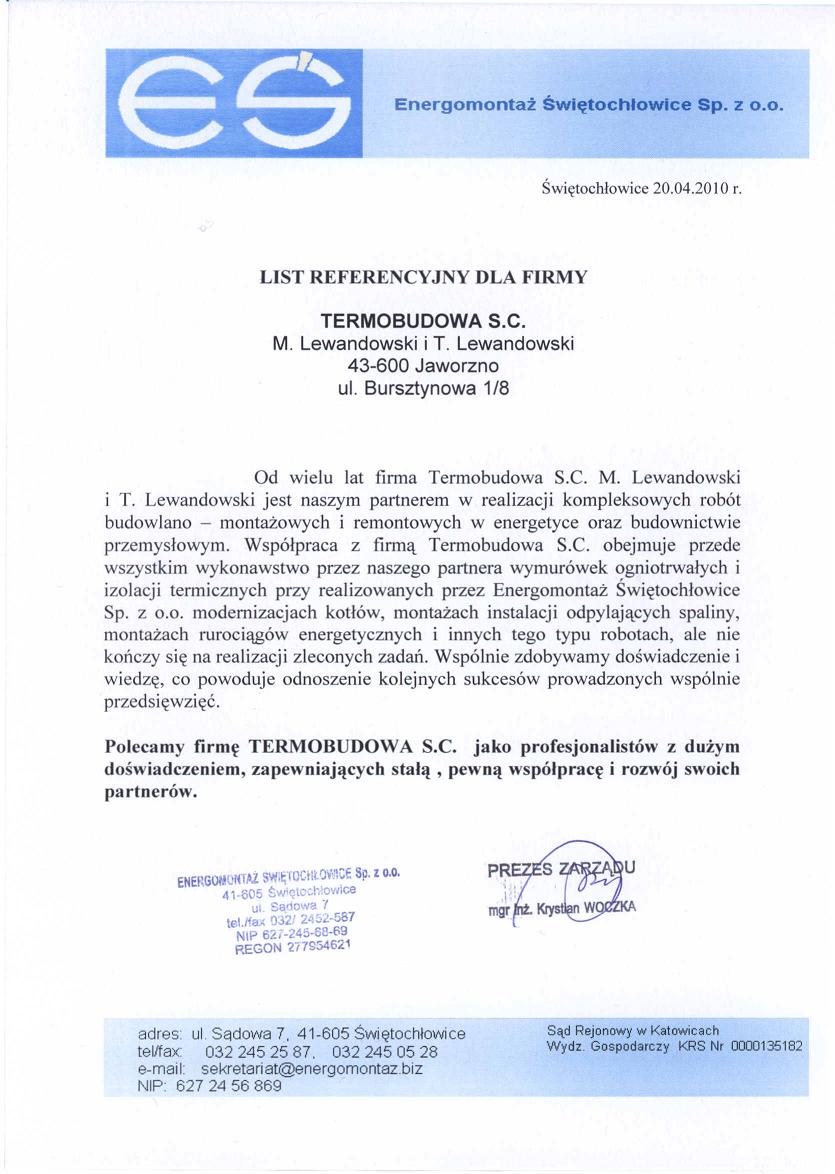 EŚ
Energomontaż Świętochłowice Sp. z o.o.
Świętochłowice 20.04.2010 r.
LIST REFERENCYJNY DLA FIRMY
TERMOBUDOWA S.C.
M. Lewandowski i T. Lewandowski
43-600 Jaworzno
ul. Bursztynowa 1/8
Od wielu lat firma Termobudowa S.C. M. Lewandowski
i T. Lewandowski jest naszym partnerem w realizacji kompleksowych robót
budowlano – montażowych i remontowych w energetyce oraz budownictwie
przemysłowym. Współpraca z firmą Termobudowa S.C. obejmuje przede
wszystkim wykonawstwo przez naszego partnera wymurówek ogniotrwałych i
izolacji termicznych przy realizowanych przez Energomontaż Świętochłowice
Sp. z o.o. modernizacjach kotłów, montażach instalacji odpylających spaliny,
montażach rurociągów energetycznych i innych tego typu robotach, ale nie
kończy się na realizacji zleconych zadań. Wspólnie zdobywamy doświadczenie i
wiedzę, co powoduje odnoszenie kolejnych sukcesów prowadzonych wspólnie
przedsięwzięć.
Polecamy firmę TERMOBUDOWA S.C. jako profesjonalistów z dużym
doświadczeniem, zapewniających stałą , pewną współpracę i rozwój swoich
partnerów.
ENERGOMONTAŻ ŚWIĘTOCHŁOWICE Sp. z o.o.
41-605 Świętochłowice
ul. Sądowa 7
tel./fax 032/ 2452-587
NIP 627-245-68-69
REGON 277954621
PREZES ZARZĄDU
mgr inż. Krystian WOCZKA
adres: ul. Sądowa 7, 41-605 Świętochłowice
tel/fax: 032 245 25 87, 032 245 05 28
e-mail: sekretariat@energomontaz.biz
NIP: 627 24 56 869
Sąd Rejonowy w Katowicach
Wydz. Gospodarczy KRS Nr 0000135182